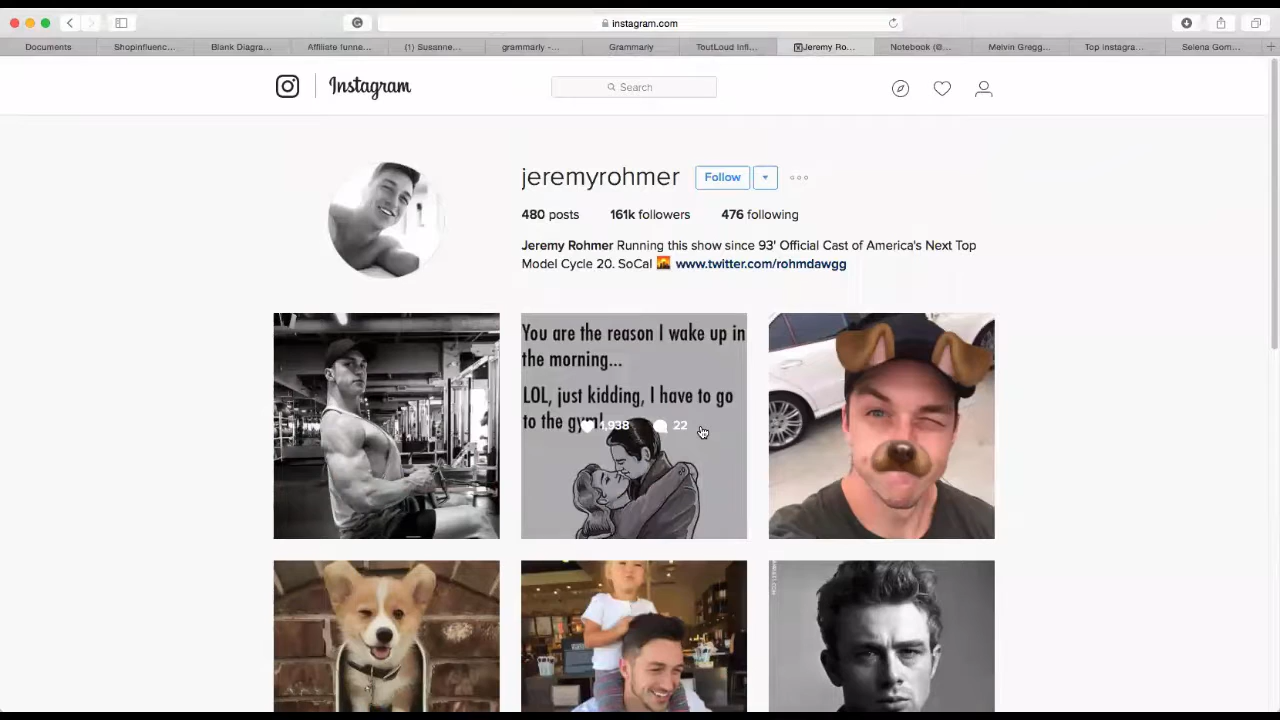 instagram.com
Documents
Shopinfluenc...
Blank Diagra...
Affiliate funne...
(1) Susanne...
grammarly -...
Grammarly
ToutLoud Infl...
Jeremy Ro...
Notebook (@...
Melvin Gregg...
Top instagra...
Selena Gom...
Instagram
Search
jeremyrohmer
Follow
480 posts
161k followers
476 following
Jeremy Rohmer Running this show since 93' Official Cast of America's Next Top
Model Cycle 20. SoCal 🌇 www.twitter.com/rohmdawgg
You are the reason I wake up in
the morning...
LOL, just kidding, I have to go
to the gym!
1,938
22